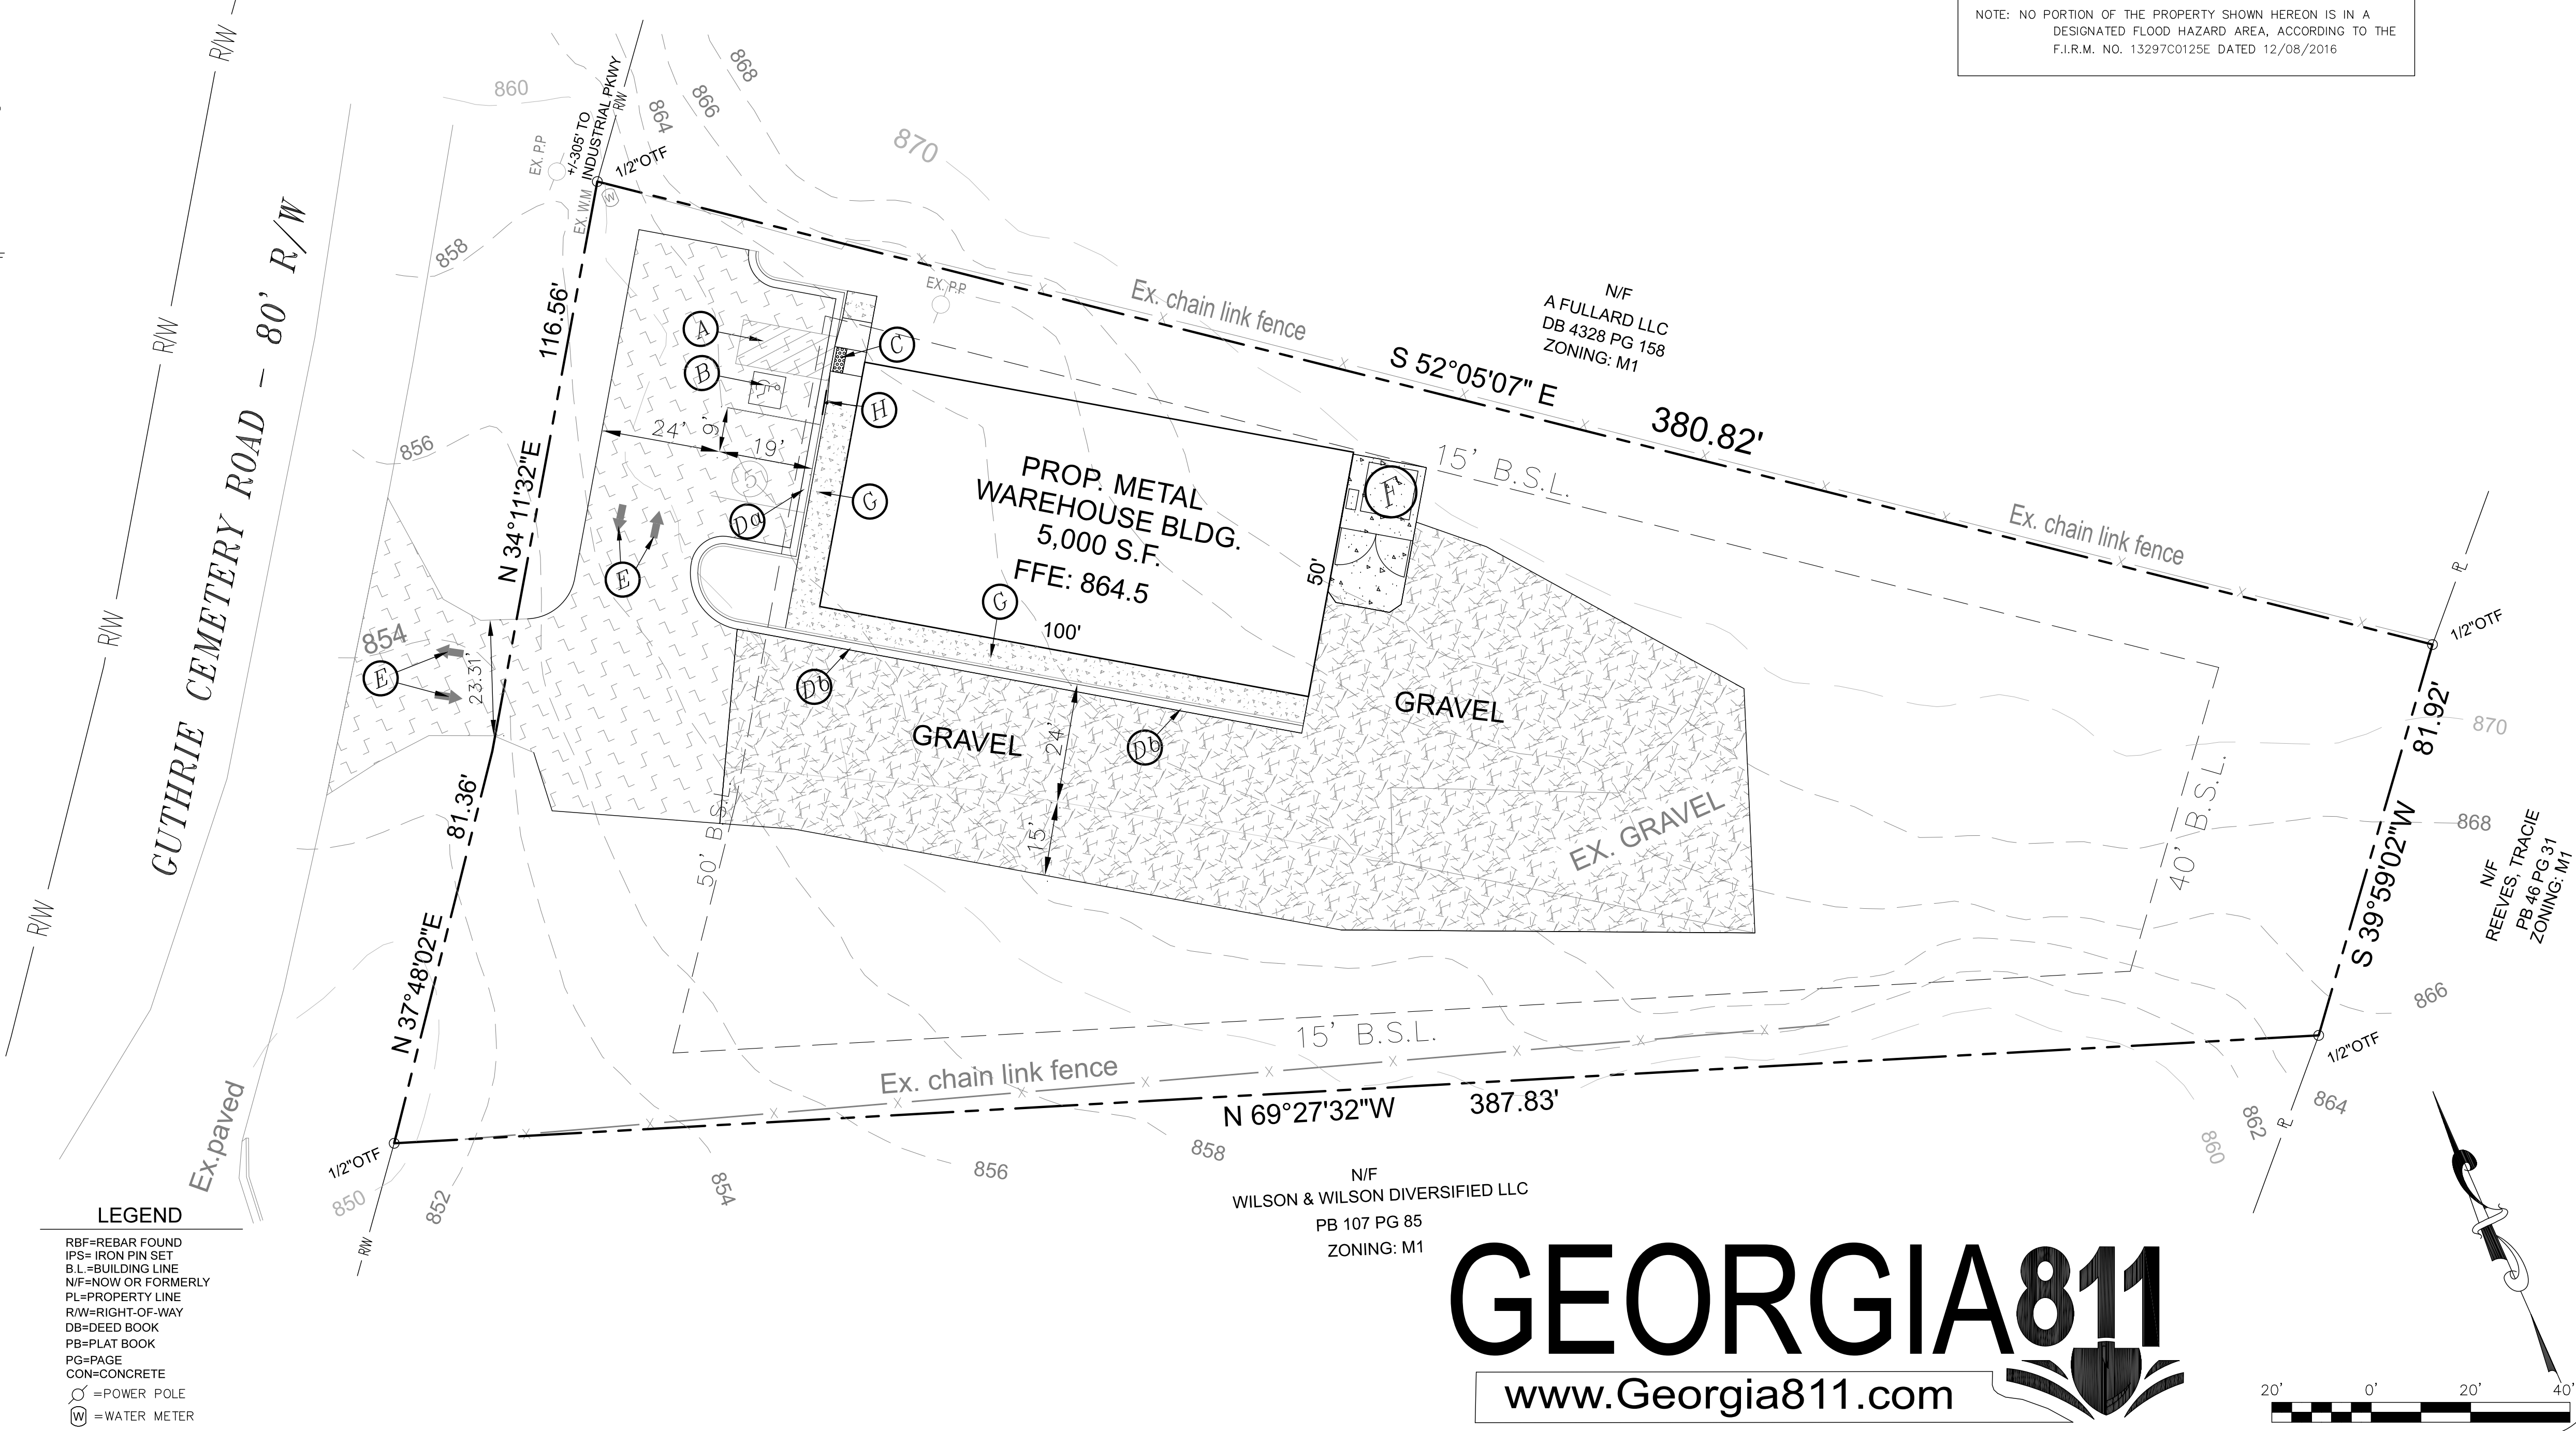 NOTE: NO PORTION OF THE PROPERTY SHOWN HEREON IS IN A
DESIGNATED FLOOD HAZARD AREA, ACCORDING TO THE
F.I.R.M. NO. 13297C0125E DATED 12/08/2016
R/W
R/W
R/W
R/W
GUTHRIE CEMETERY ROAD - 80' R/W
Ex.paved
860
858
856
854
EX. P.P
+/-305' TO
INDUSTRIAL PKWY
R/W
EX. W.M
W
1/2"OTF
864
866
868
870
116.56'
N 34°11'32"E
23.31'
81.36'
N 37°48'02"E
EX. P.P
A
B
C
H
24'
9'
19'
5
Da
G
E
E
G
Db
Db
F
PROP. METAL
WAREHOUSE BLDG.
5,000 S.F.
FFE: 864.5
100'
50'
Ex. chain link fence
N/F
A FULLARD LLC
DB 4328 PG 158
ZONING: M1
S 52°05'07" E
380.82'
15' B.S.L.
Ex. chain link fence
PL
1/2"OTF
GRAVEL
24'
15'
GRAVEL
EX. GRAVEL
50' B.S.L.
40' B.S.L.
81.92'
S 39°59'02"W
870
868
866
N/F
REEVES, TRACIE
PB 46 PG 31
ZONING: M1
1/2"OTF
PL
864
862
860
15' B.S.L.
Ex. chain link fence
N 69°27'32"W
387.83'
1/2"OTF
850
852
854
856
858
R/W
N/F
WILSON & WILSON DIVERSIFIED LLC
PB 107 PG 85
ZONING: M1
LEGEND
RBF=REBAR FOUND
IPS= IRON PIN SET
B.L.=BUILDING LINE
N/F=NOW OR FORMERLY
PL=PROPERTY LINE
R/W=RIGHT-OF-WAY
DB=DEED BOOK
PB=PLAT BOOK
PG=PAGE
CON=CONCRETE
=POWER POLE
W =WATER METER
GEORGIA811
www.Georgia811.com
20' 0' 20' 40'